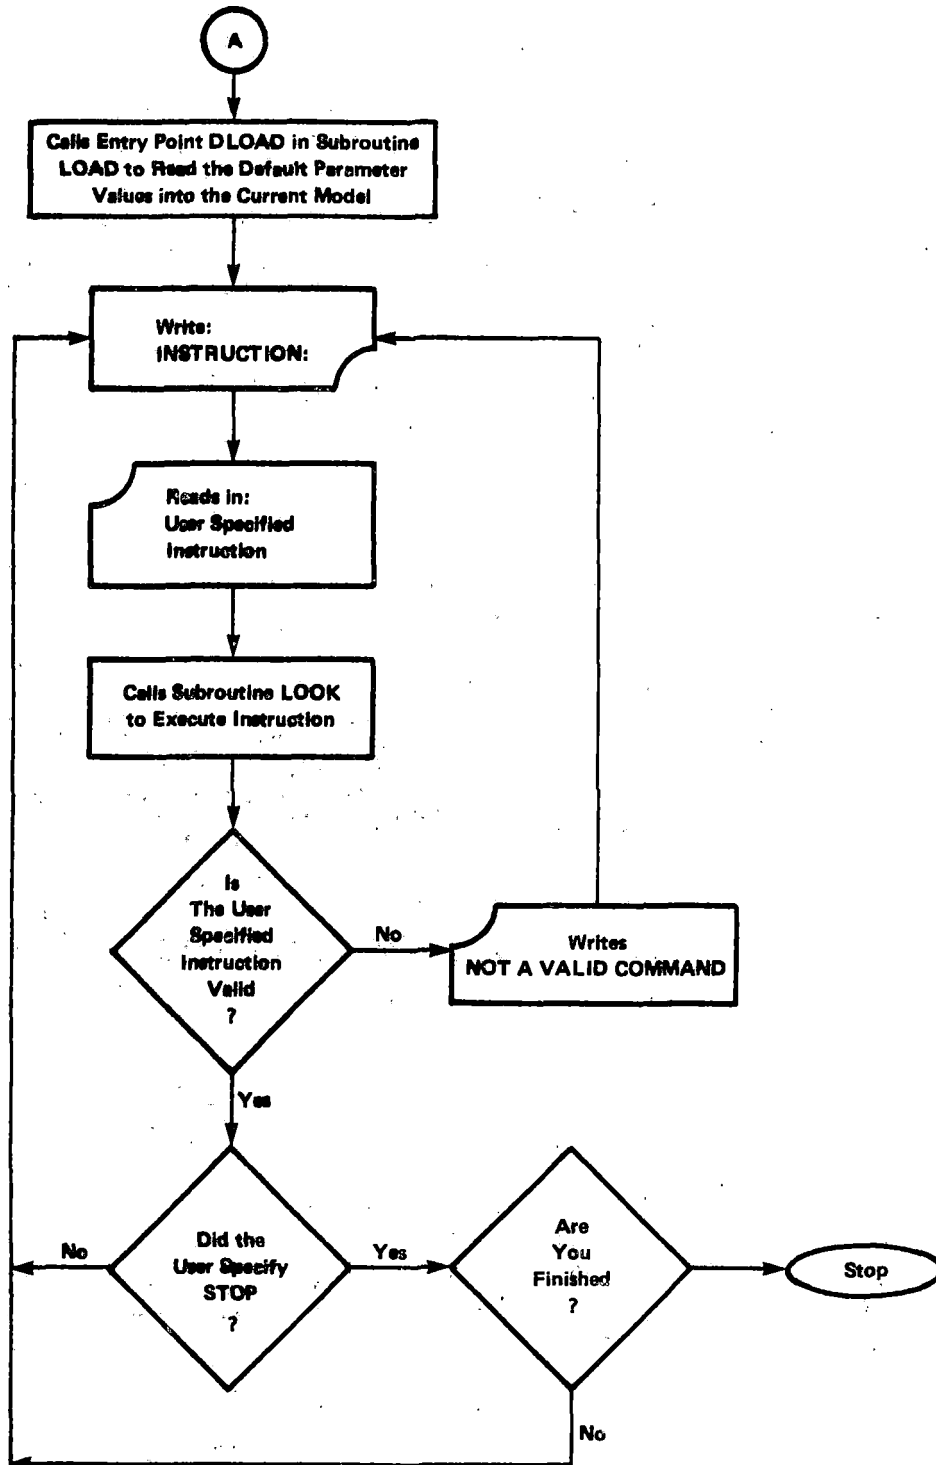 A
Calls Entry Point DLOAD in Subroutine
LOAD to Read the Default Parameter
Values into the Current Model
Write:
INSTRUCTION:
Reads in:
User Specified
Instruction
Calls Subroutine LOOK
to Execute Instruction
Is
The User
Specified
Instruction
Valid
?
No
Writes
NOT A VALID COMMAND
Yes
No
Did the
User Specify
STOP
?
Yes
Are
You
Finished
?
Stop
No